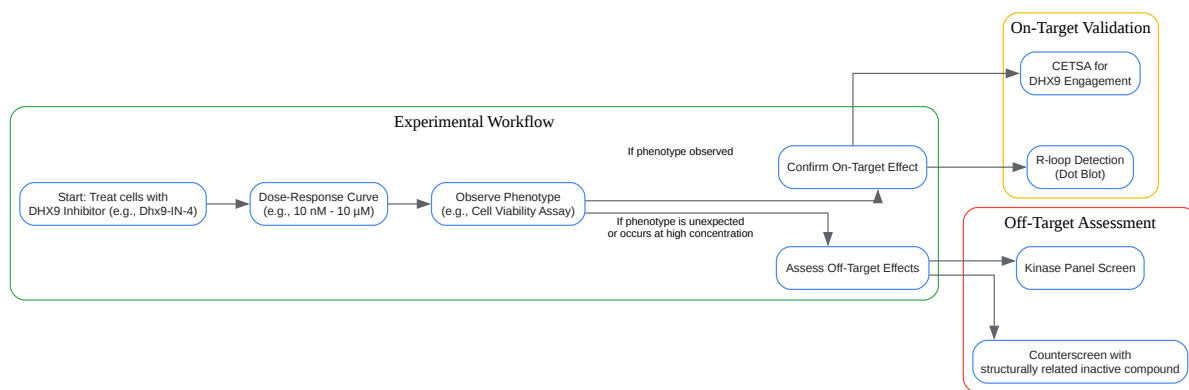 Experimental Workflow
Start: Treat cells with
DHX9 Inhibitor (e.g., Dhx9-IN-4)
Dose-Response Curve
(e.g., 10 nM - 10 µM)
Observe Phenotype
(e.g., Cell Viability Assay)
If phenotype observed
If phenotype is unexpected
or occurs at high concentration
Confirm On-Target Effect
Assess Off-Target Effects
On-Target Validation
CETSA for
DHX9 Engagement
R-loop Detection
(Dot Blot)
Off-Target Assessment
Kinase Panel Screen
Counterscreen with
structurally related inactive compound